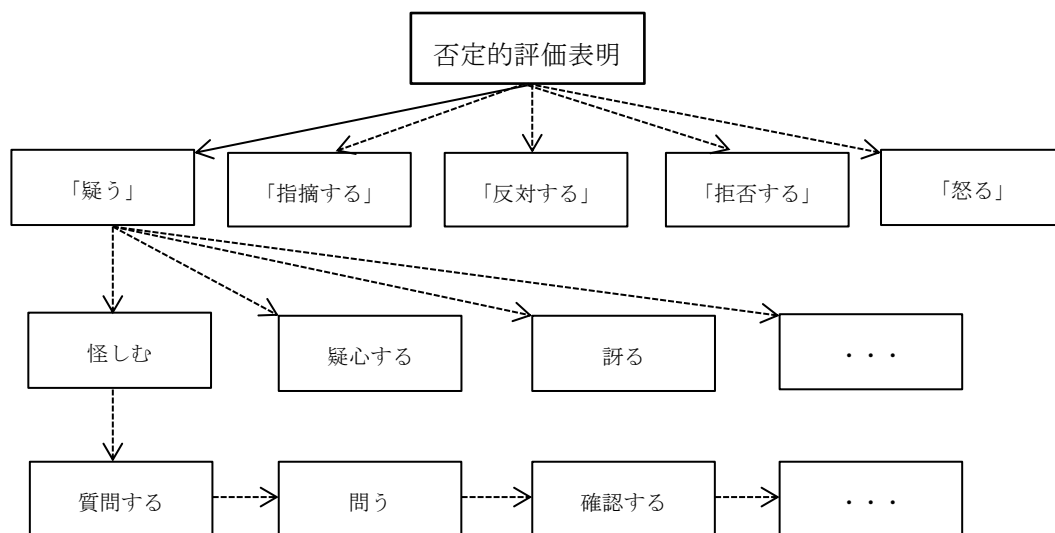 否定的評価表明
「疑う」
「指摘する」
「反対する」
「拒否する」
「怒る」
怪しむ
疑心する
訝る
・・・
質問する
問う
確認する
・・・